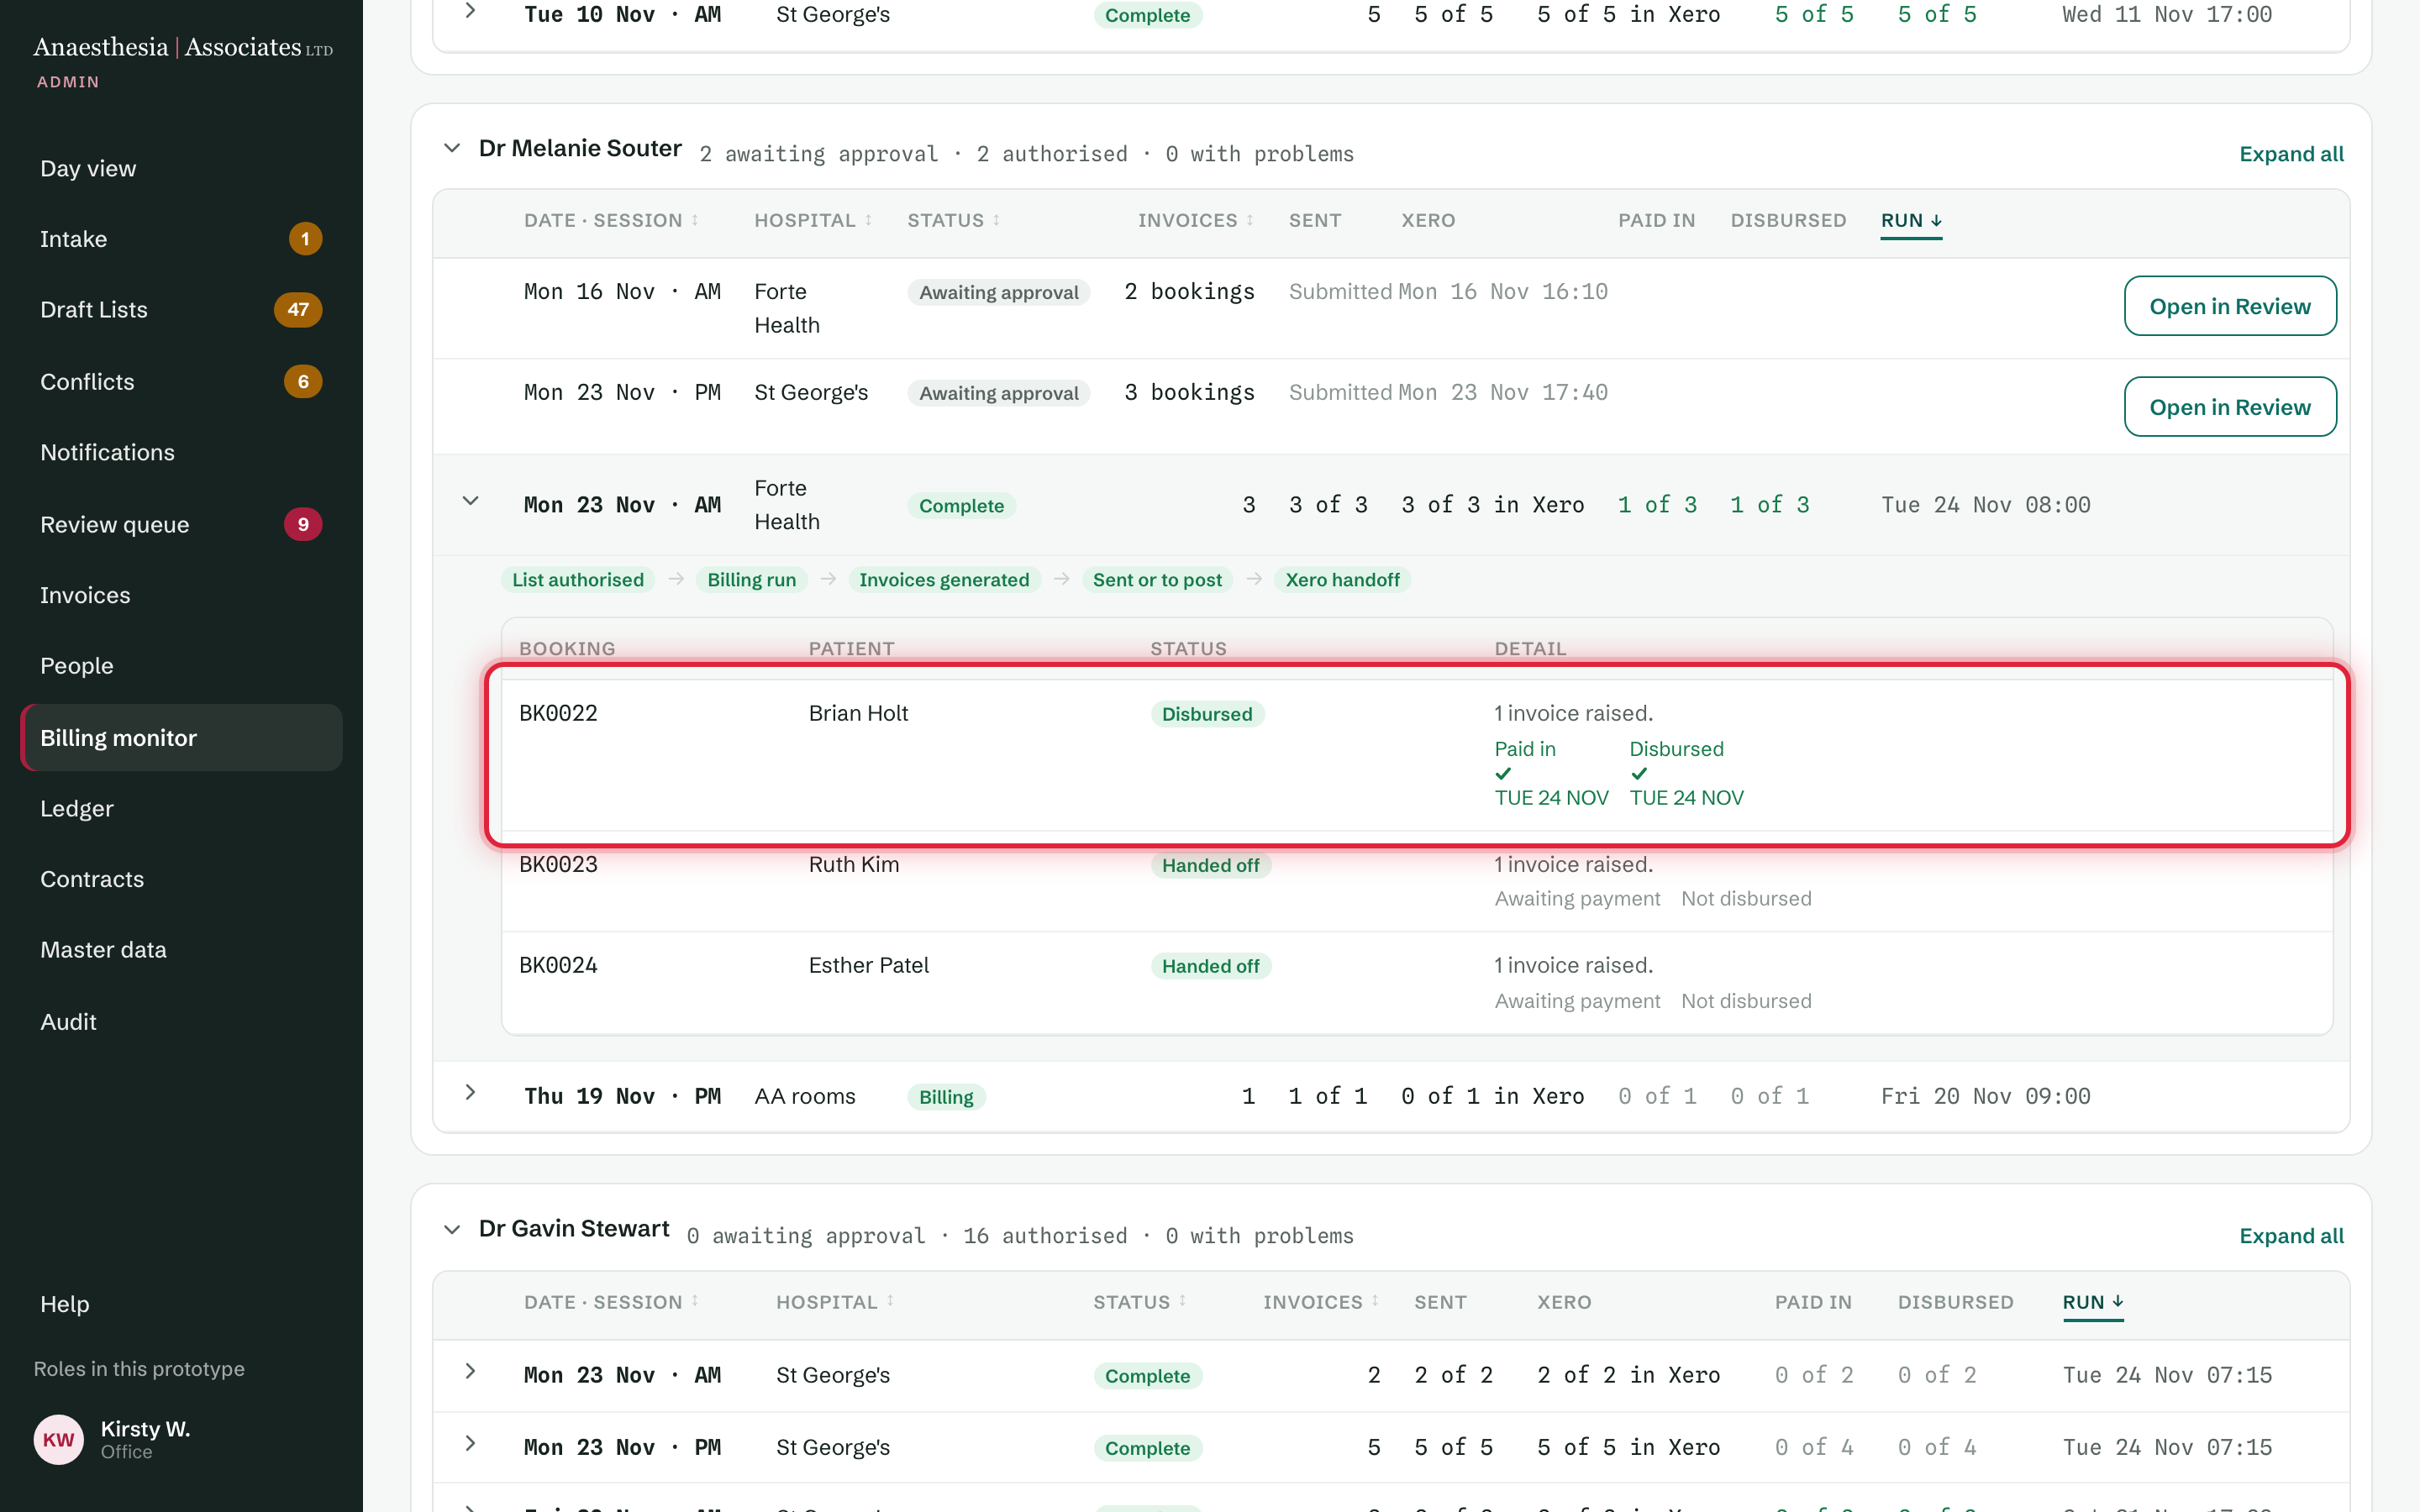 Anaesthesia | Associates LTD
ADMIN
Day view
Intake 1
Draft Lists 47
Conflicts 6
Notifications
Review queue 9
Invoices
People
Billing monitor
Ledger
Contracts
Master data
Audit
Help
Roles in this prototype
KW Kirsty W.
Office
Tue 10 Nov · AM St George's Complete 5 5 of 5 5 of 5 in Xero 5 of 5 5 of 5 Wed 11 Nov 17:00
Dr Melanie Souter 2 awaiting approval · 2 authorised · 0 with problems Expand all
DATE · SESSION ↕ HOSPITAL ↕ STATUS ↕ INVOICES ↕ SENT XERO PAID IN DISBURSED RUN ↓
Mon 16 Nov · AM Forte Health Awaiting approval 2 bookings Submitted Mon 16 Nov 16:10 Open in Review
Mon 23 Nov · PM St George's Awaiting approval 3 bookings Submitted Mon 23 Nov 17:40 Open in Review
Mon 23 Nov · AM Forte Health Complete 3 3 of 3 3 of 3 in Xero 1 of 3 1 of 3 Tue 24 Nov 08:00
List authorised → Billing run → Invoices generated → Sent or to post → Xero handoff
BOOKING PATIENT STATUS DETAIL
BK0022 Brian Holt Disbursed 1 invoice raised.
Paid in Disbursed
✓ ✓
TUE 24 NOV TUE 24 NOV
BK0023 Ruth Kim Handed off 1 invoice raised.
Awaiting payment Not disbursed
BK0024 Esther Patel Handed off 1 invoice raised.
Awaiting payment Not disbursed
Thu 19 Nov · PM AA rooms Billing 1 1 of 1 0 of 1 in Xero 0 of 1 0 of 1 Fri 20 Nov 09:00
Dr Gavin Stewart 0 awaiting approval · 16 authorised · 0 with problems Expand all
DATE · SESSION ↕ HOSPITAL ↕ STATUS ↕ INVOICES ↕ SENT XERO PAID IN DISBURSED RUN ↓
Mon 23 Nov · AM St George's Complete 2 2 of 2 2 of 2 in Xero 0 of 2 0 of 2 Tue 24 Nov 07:15
Mon 23 Nov · PM St George's Complete 5 5 of 5 5 of 5 in Xero 0 of 4 0 of 4 Tue 24 Nov 07:15